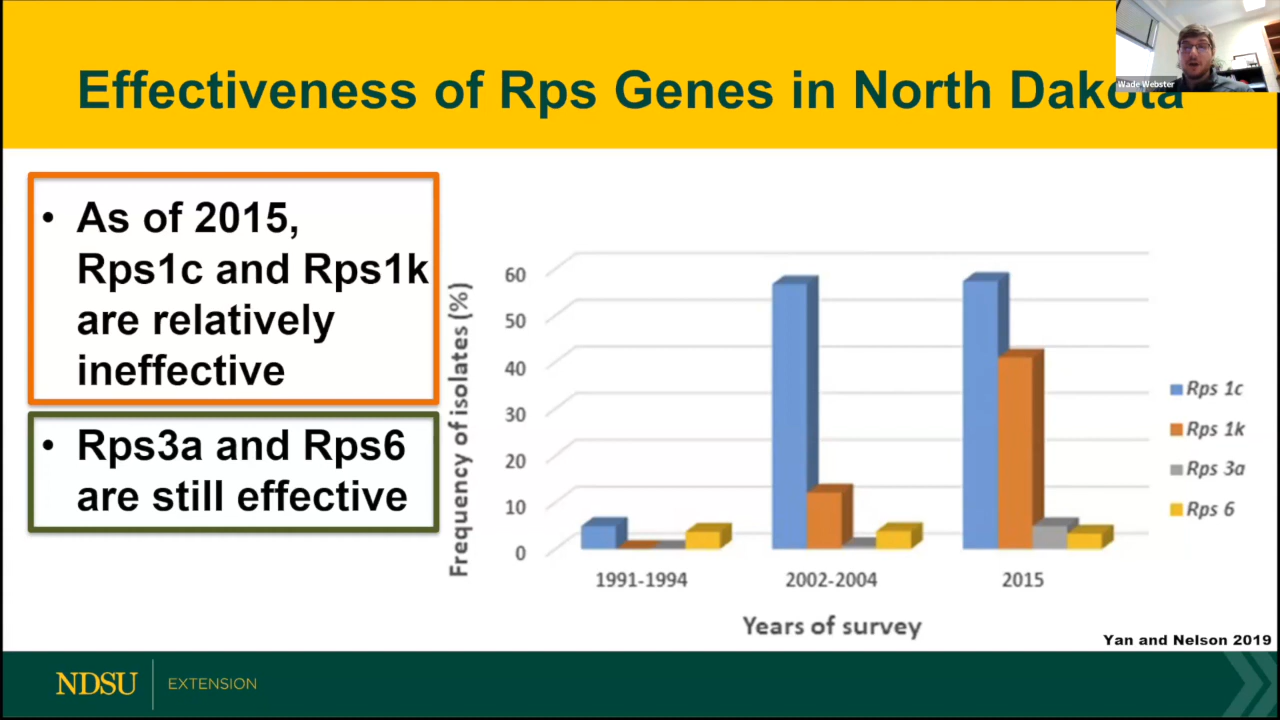 Effectiveness of Rps Genes in North Dakota
Wade Webster
• As of 2015,
Rps1c and Rps1k
are relatively
ineffective
• Rps3a and Rps6
are still effective
Frequency of isolates (%)
60
50
40
30
20
10
0
1991-1994
2002-2004
2015
Years of survey
Rps 1c
Rps 1k
Rps 3a
Rps 6
Yan and Nelson 2019
NDSU
EXTENSION